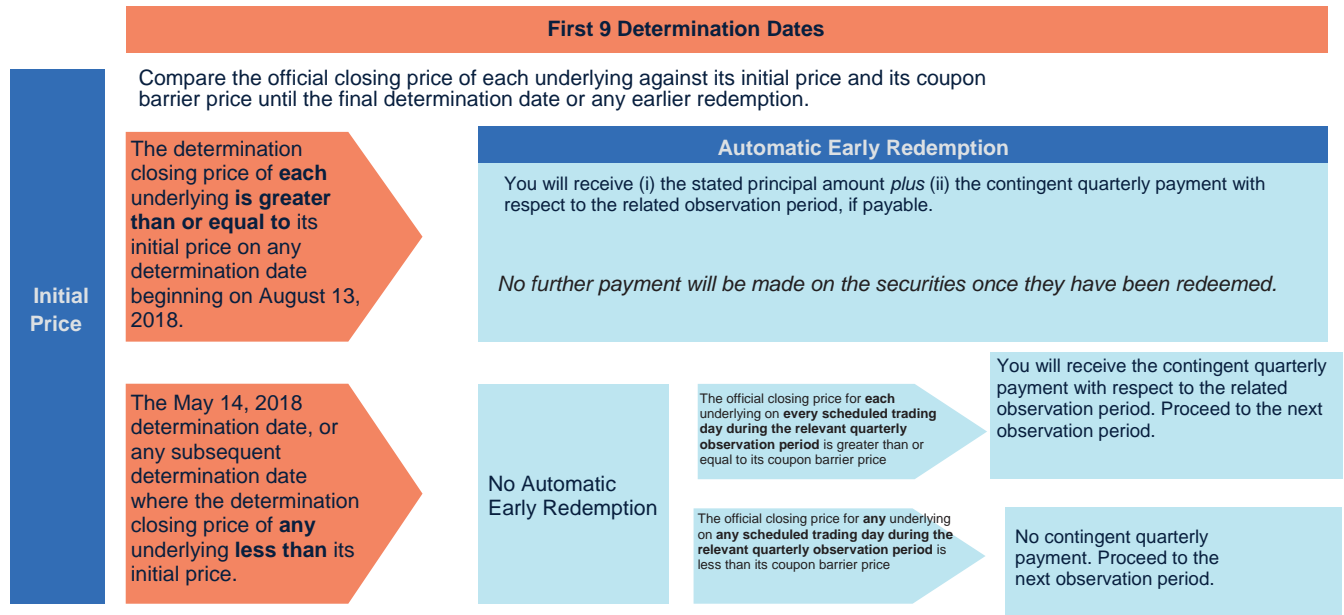 First 9 Determination Dates
Compare the official closing price of each underlying against its initial price and its coupon
barrier price until the final determination date or any earlier redemption.
Initial
Price
The determination
closing price of each
underlying is greater
than or equal to its
initial price on any
determination date
beginning on August 13,
2018.
Automatic Early Redemption
You will receive (i) the stated principal amount plus (ii) the contingent quarterly payment with
respect to the related observation period, if payable.
No further payment will be made on the securities once they have been redeemed.
The May 14, 2018
determination date, or
any subsequent
determination date
where the determination
closing price of any
underlying less than its
initial price.
No Automatic
Early Redemption
The official closing price for each
underlying on every scheduled trading
day during the relevant quarterly
observation period is greater than or
equal to its coupon barrier price
You will receive the contingent quarterly
payment with respect to the related
observation period. Proceed to the next
observation period.
The official closing price for any underlying
on any scheduled trading day during the
relevant quarterly observation period is
less than its coupon barrier price
No contingent quarterly
payment. Proceed to the
next observation period.